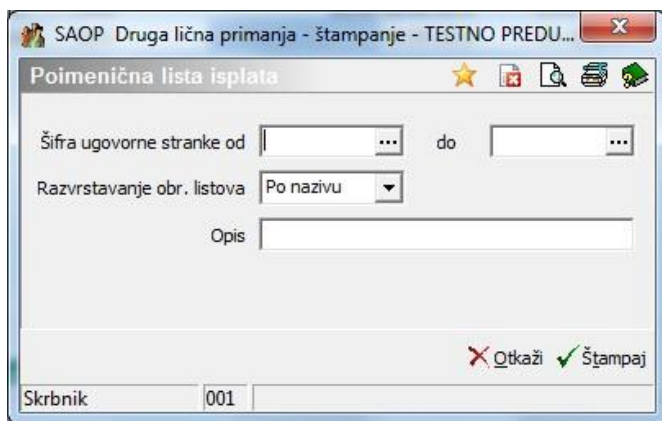 SAOP Druga lična primanja - štampanje - TESTNO PREDU...
Poimenična lista isplata
Šifra ugovorne stranke od ... do ...
Razvrstavanje obr. listova Po nazivu
Opis
Otkaži Štampaj
Skrbnik 001